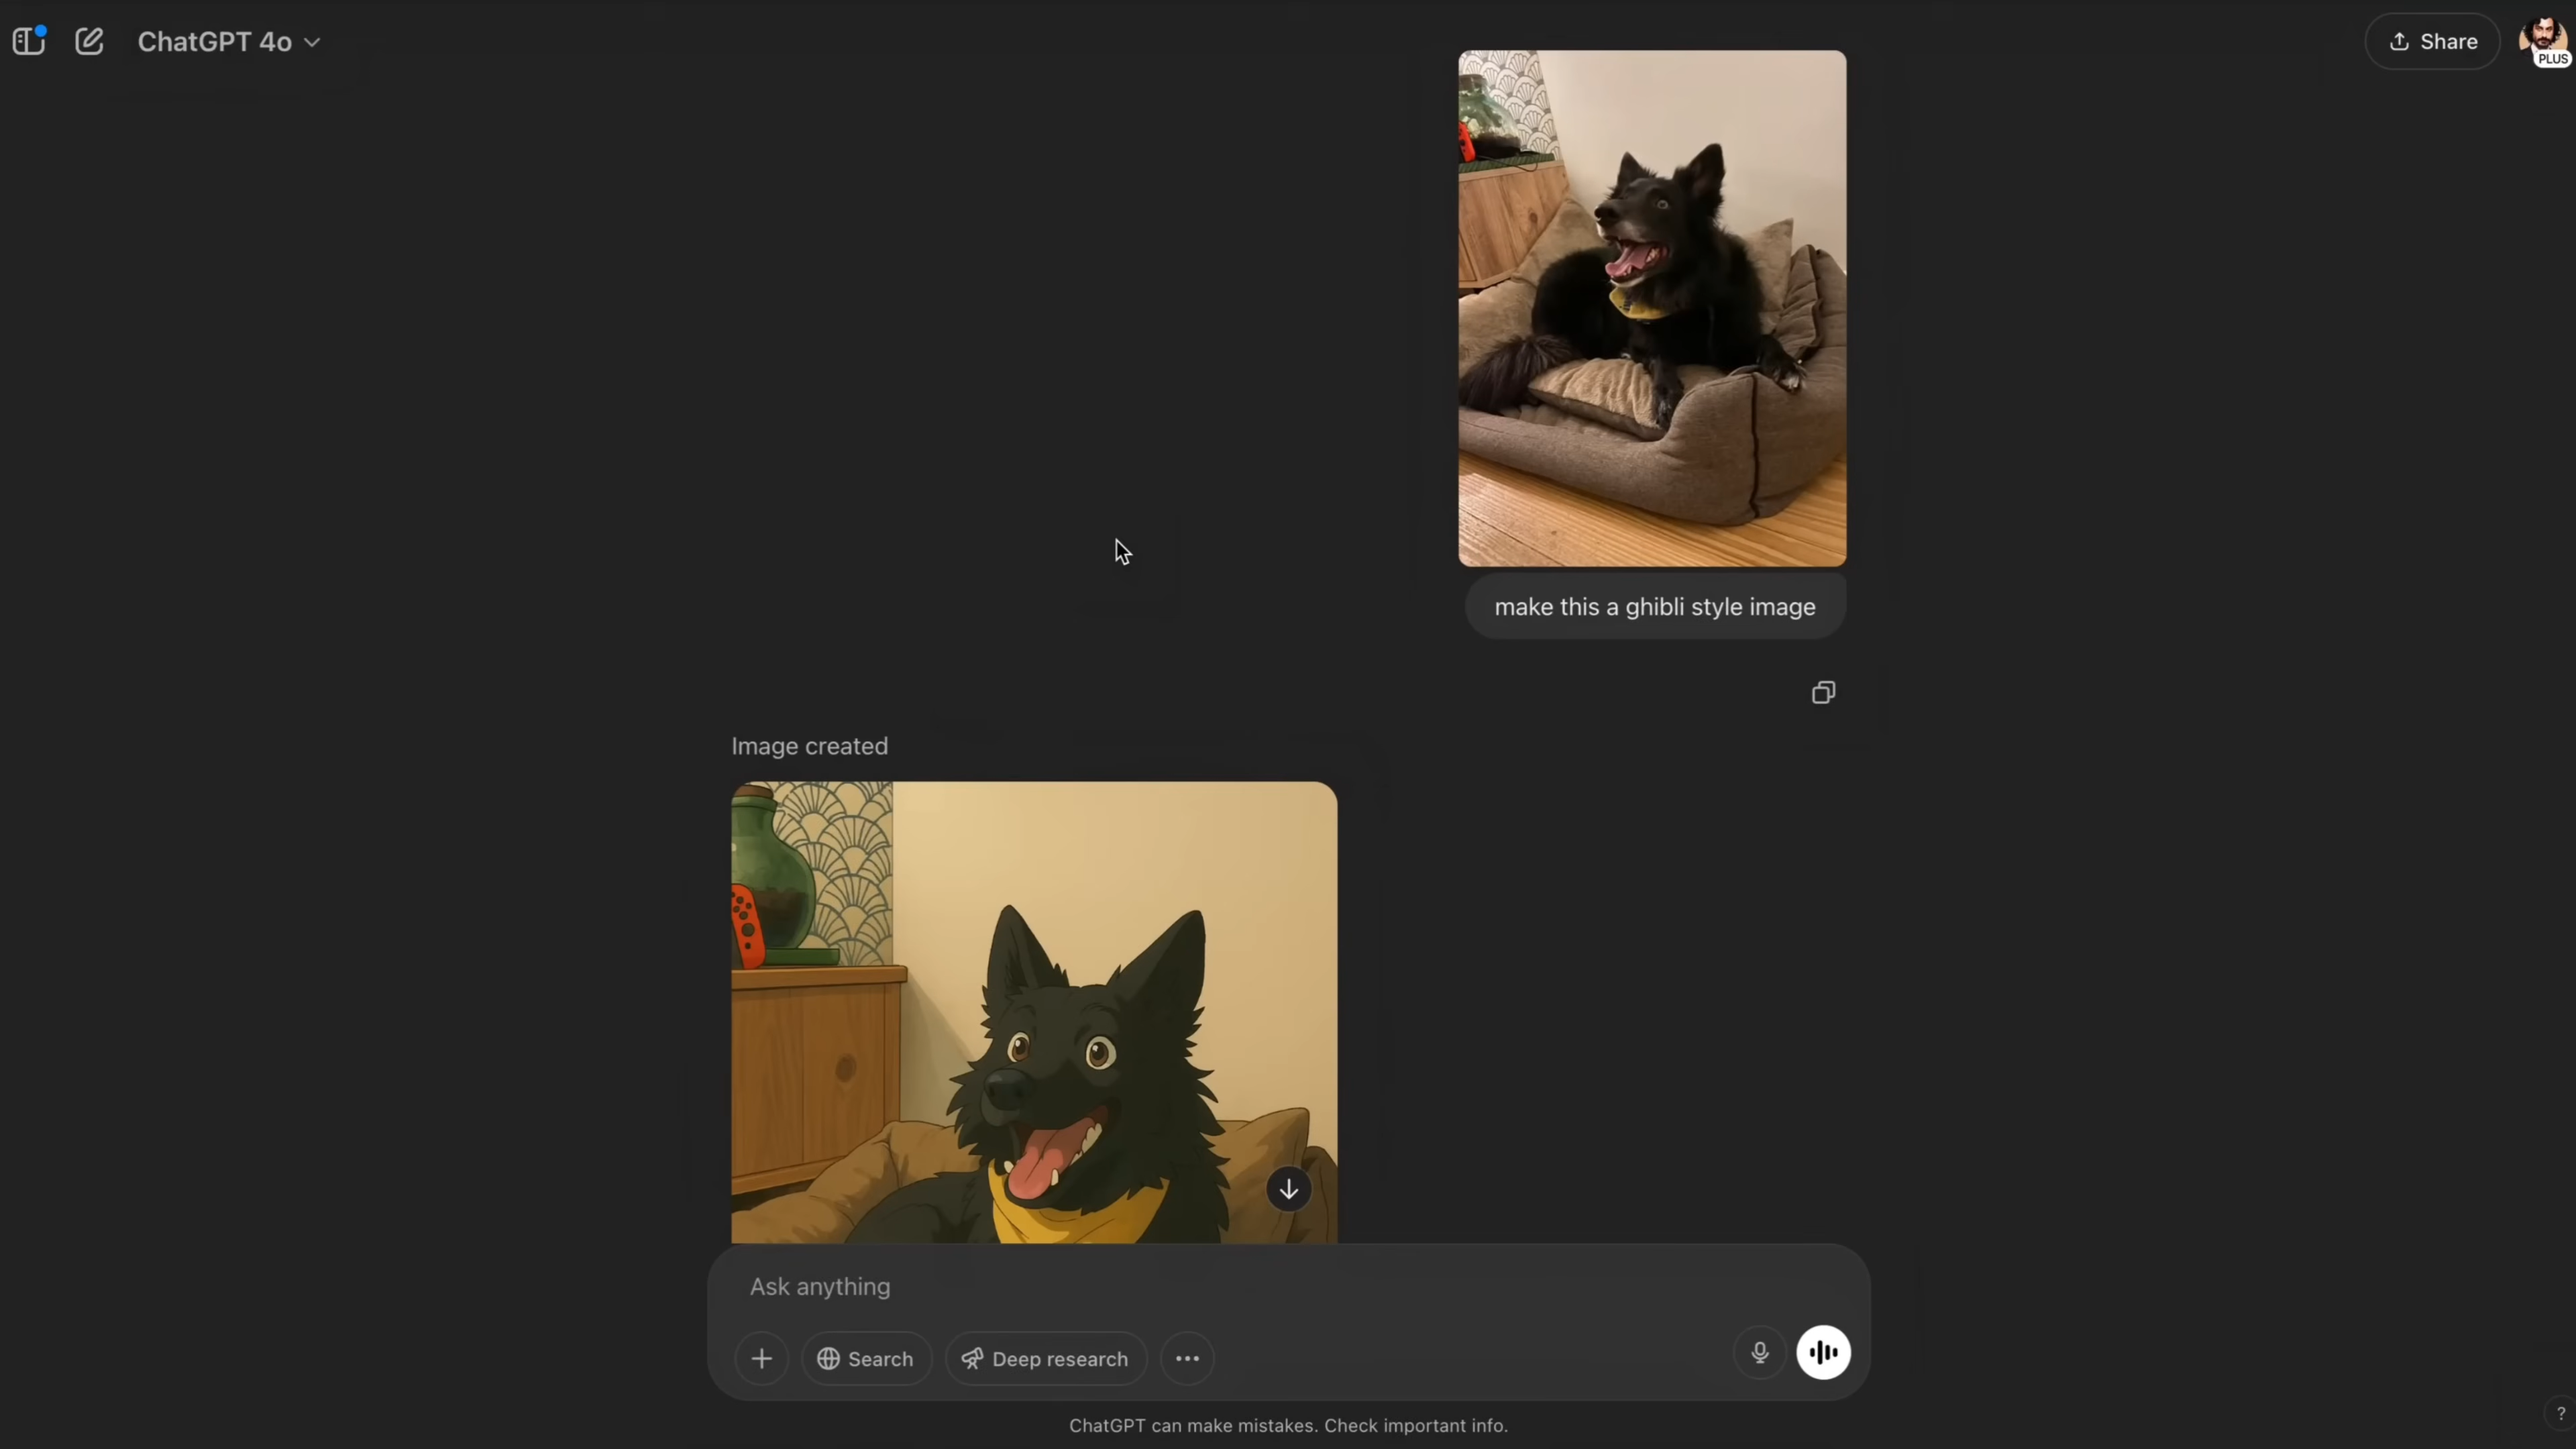 ChatGPT 4o
Share
PLUS
make this a ghibli style image
Image created
Ask anything
Search
Deep research
ChatGPT can make mistakes. Check important info.
?